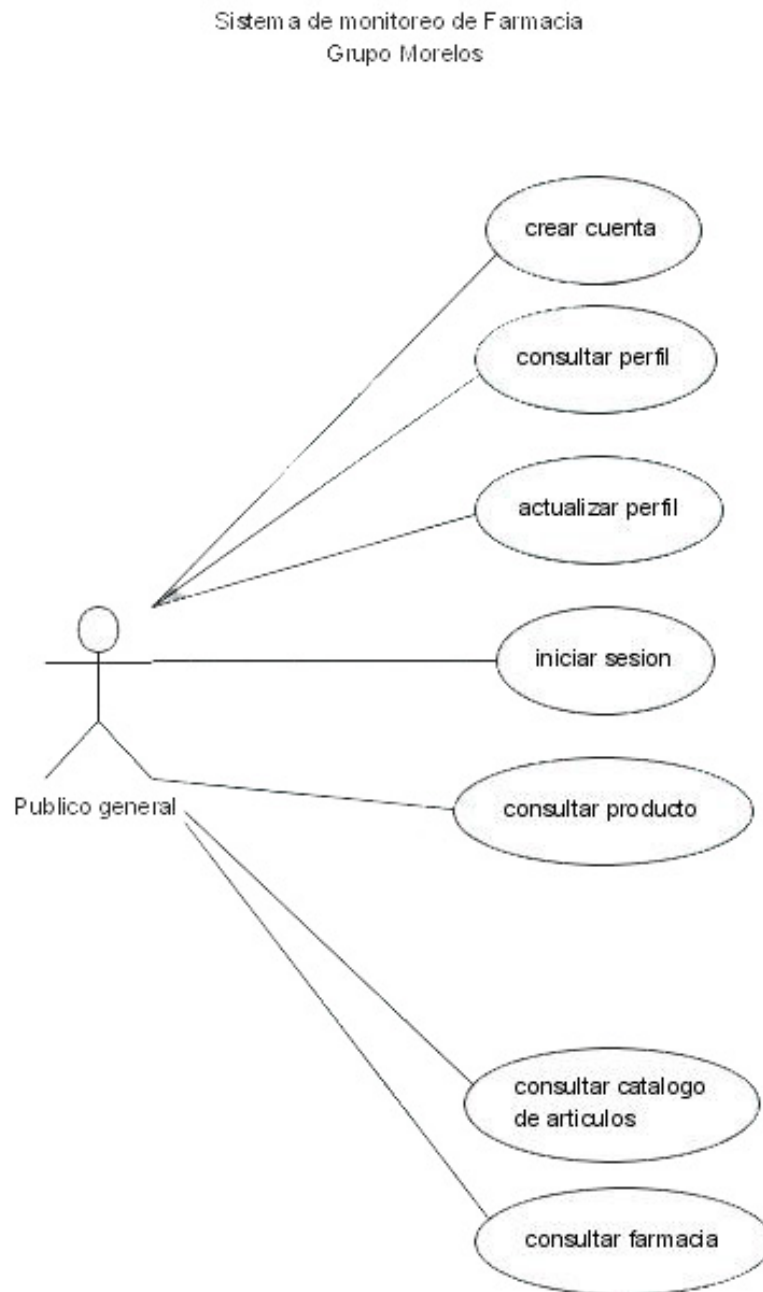 Sistema de monitoreo de Farmacia
Grupo Morelos
crear cuenta
consultar perfil
actualizar perfil
iniciar sesion
Publico general
consultar producto
consultar catalogo
de articulos
consultar farmacia